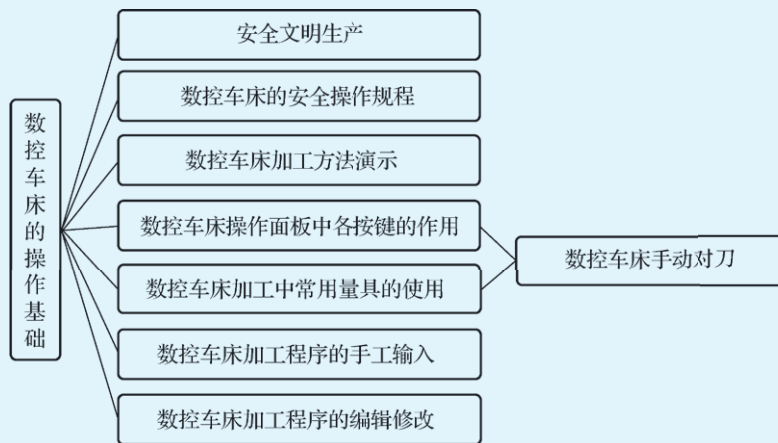 数控车床的操作基础
安全文明生产
数控车床的安全操作规程
数控车床加工方法演示
数控车床操作面板中各按键的作用
数控车床加工中常用量具的使用
数控车床加工程序的手工输入
数控车床加工程序的编辑修改
数控车床手动对刀